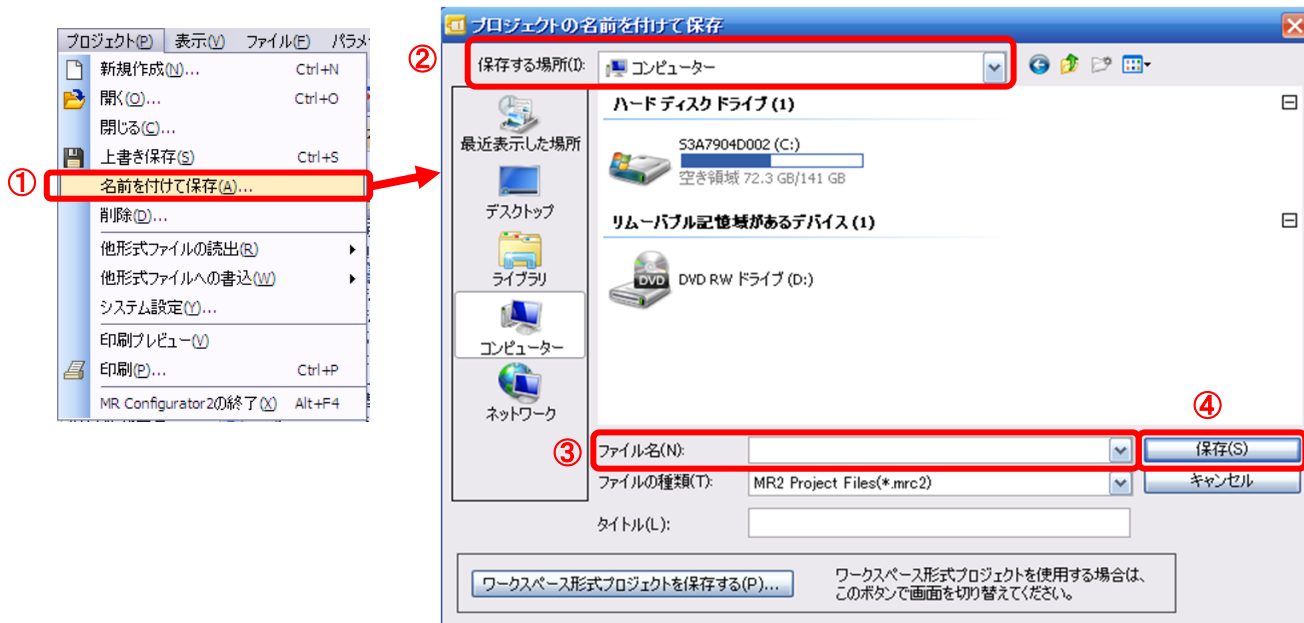 プロジェクト(P) 表示(V) ファイル(F) パラメ
新規作成(N)... Ctrl+N
開く(O)... Ctrl+O
閉じる(C)...
上書き保存(S) Ctrl+S
① 名前を付けて保存(A)...
削除(D)...
他形式ファイルの読出(R)
他形式ファイルへの書込(W)
システム設定(Y)...
印刷プレビュー(V)
印刷(P)... Ctrl+P
MR Configurator2の終了(X) Alt+F4
プロジェクトの名前を付けて保存
② 保存する場所(I): コンピューター
最近表示した場所
デスクトップ
ライブラリ
コンピューター
ネットワーク
ハード ディスク ドライブ (1)
S3A7904D002 (C:)
空き領域 72.3 GB/141 GB
リムーバブル記憶域があるデバイス (1)
DVD
DVD RW ドライブ (D:)
④
③ ファイル名(N): 保存(S)
ファイルの種類(T): MR2 Project Files(*.mrc2) キャンセル
タイトル(L):
ワークスペース形式プロジェクトを保存する(P)...
ワークスペース形式プロジェクトを使用する場合は、
このボタンで画面を切り替えてください。